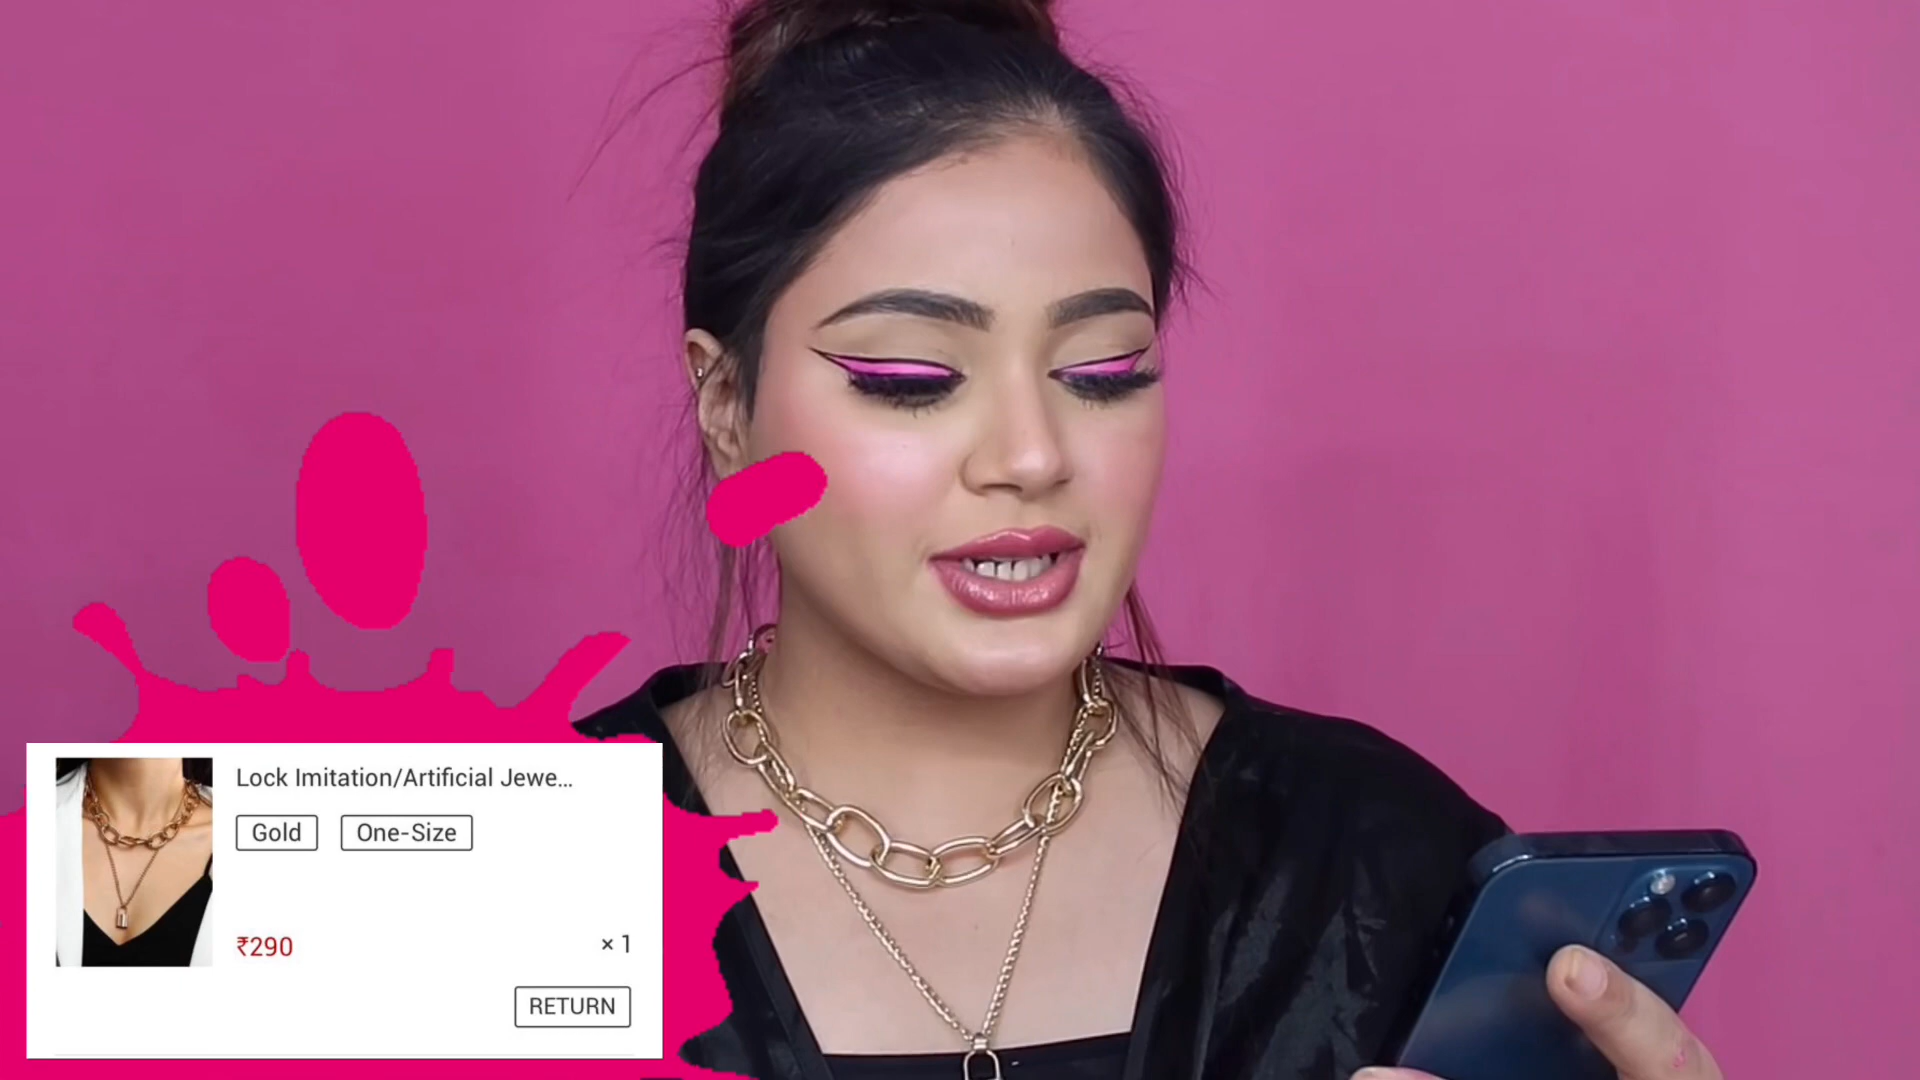 Lock Imitation/Artificial Jewe...
Gold One-Size
₹290 × 1
RETURN